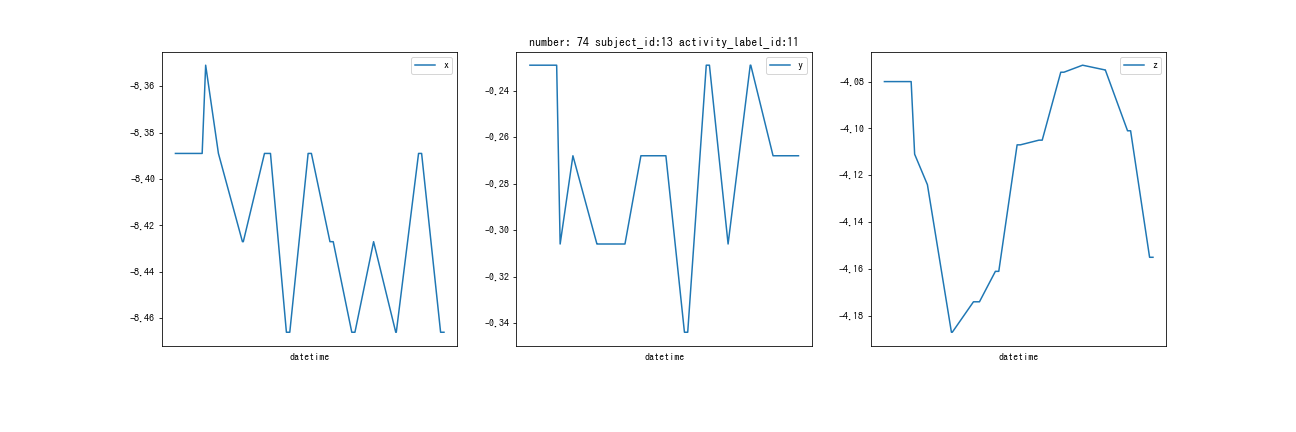 number: 74 subject_id:13 activity_label_id:11
x
-8.36
-8.38
-8.40
-8.42
-8.44
-8.46
datetime
y
-0.24
-0.26
-0.28
-0.30
-0.32
-0.34
datetime
z
-4.08
-4.10
-4.12
-4.14
-4.16
-4.18
datetime